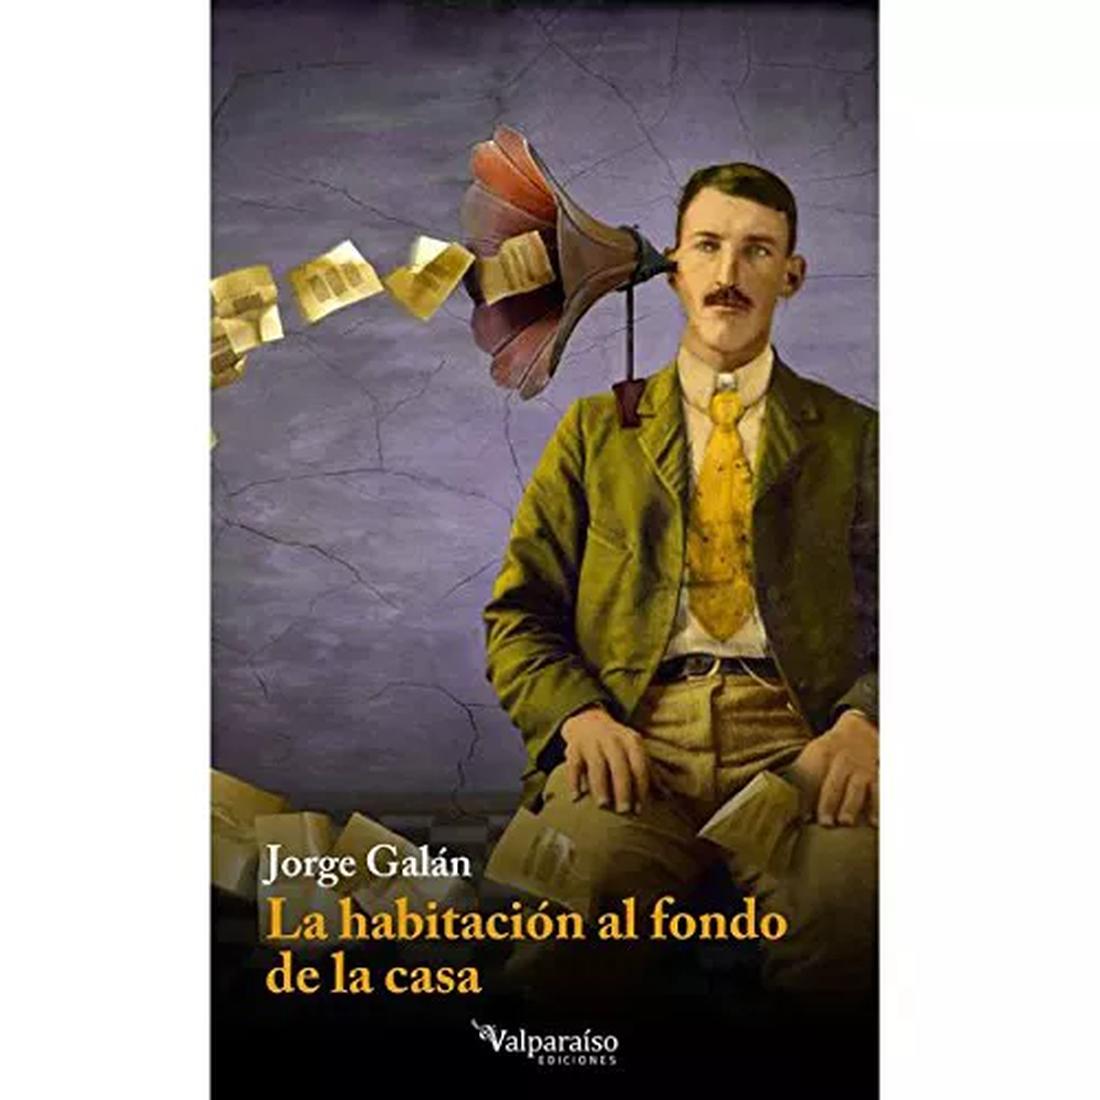 Jorge Galán
La habitación al fondo
de la casa
Valparaíso
EDICIONES